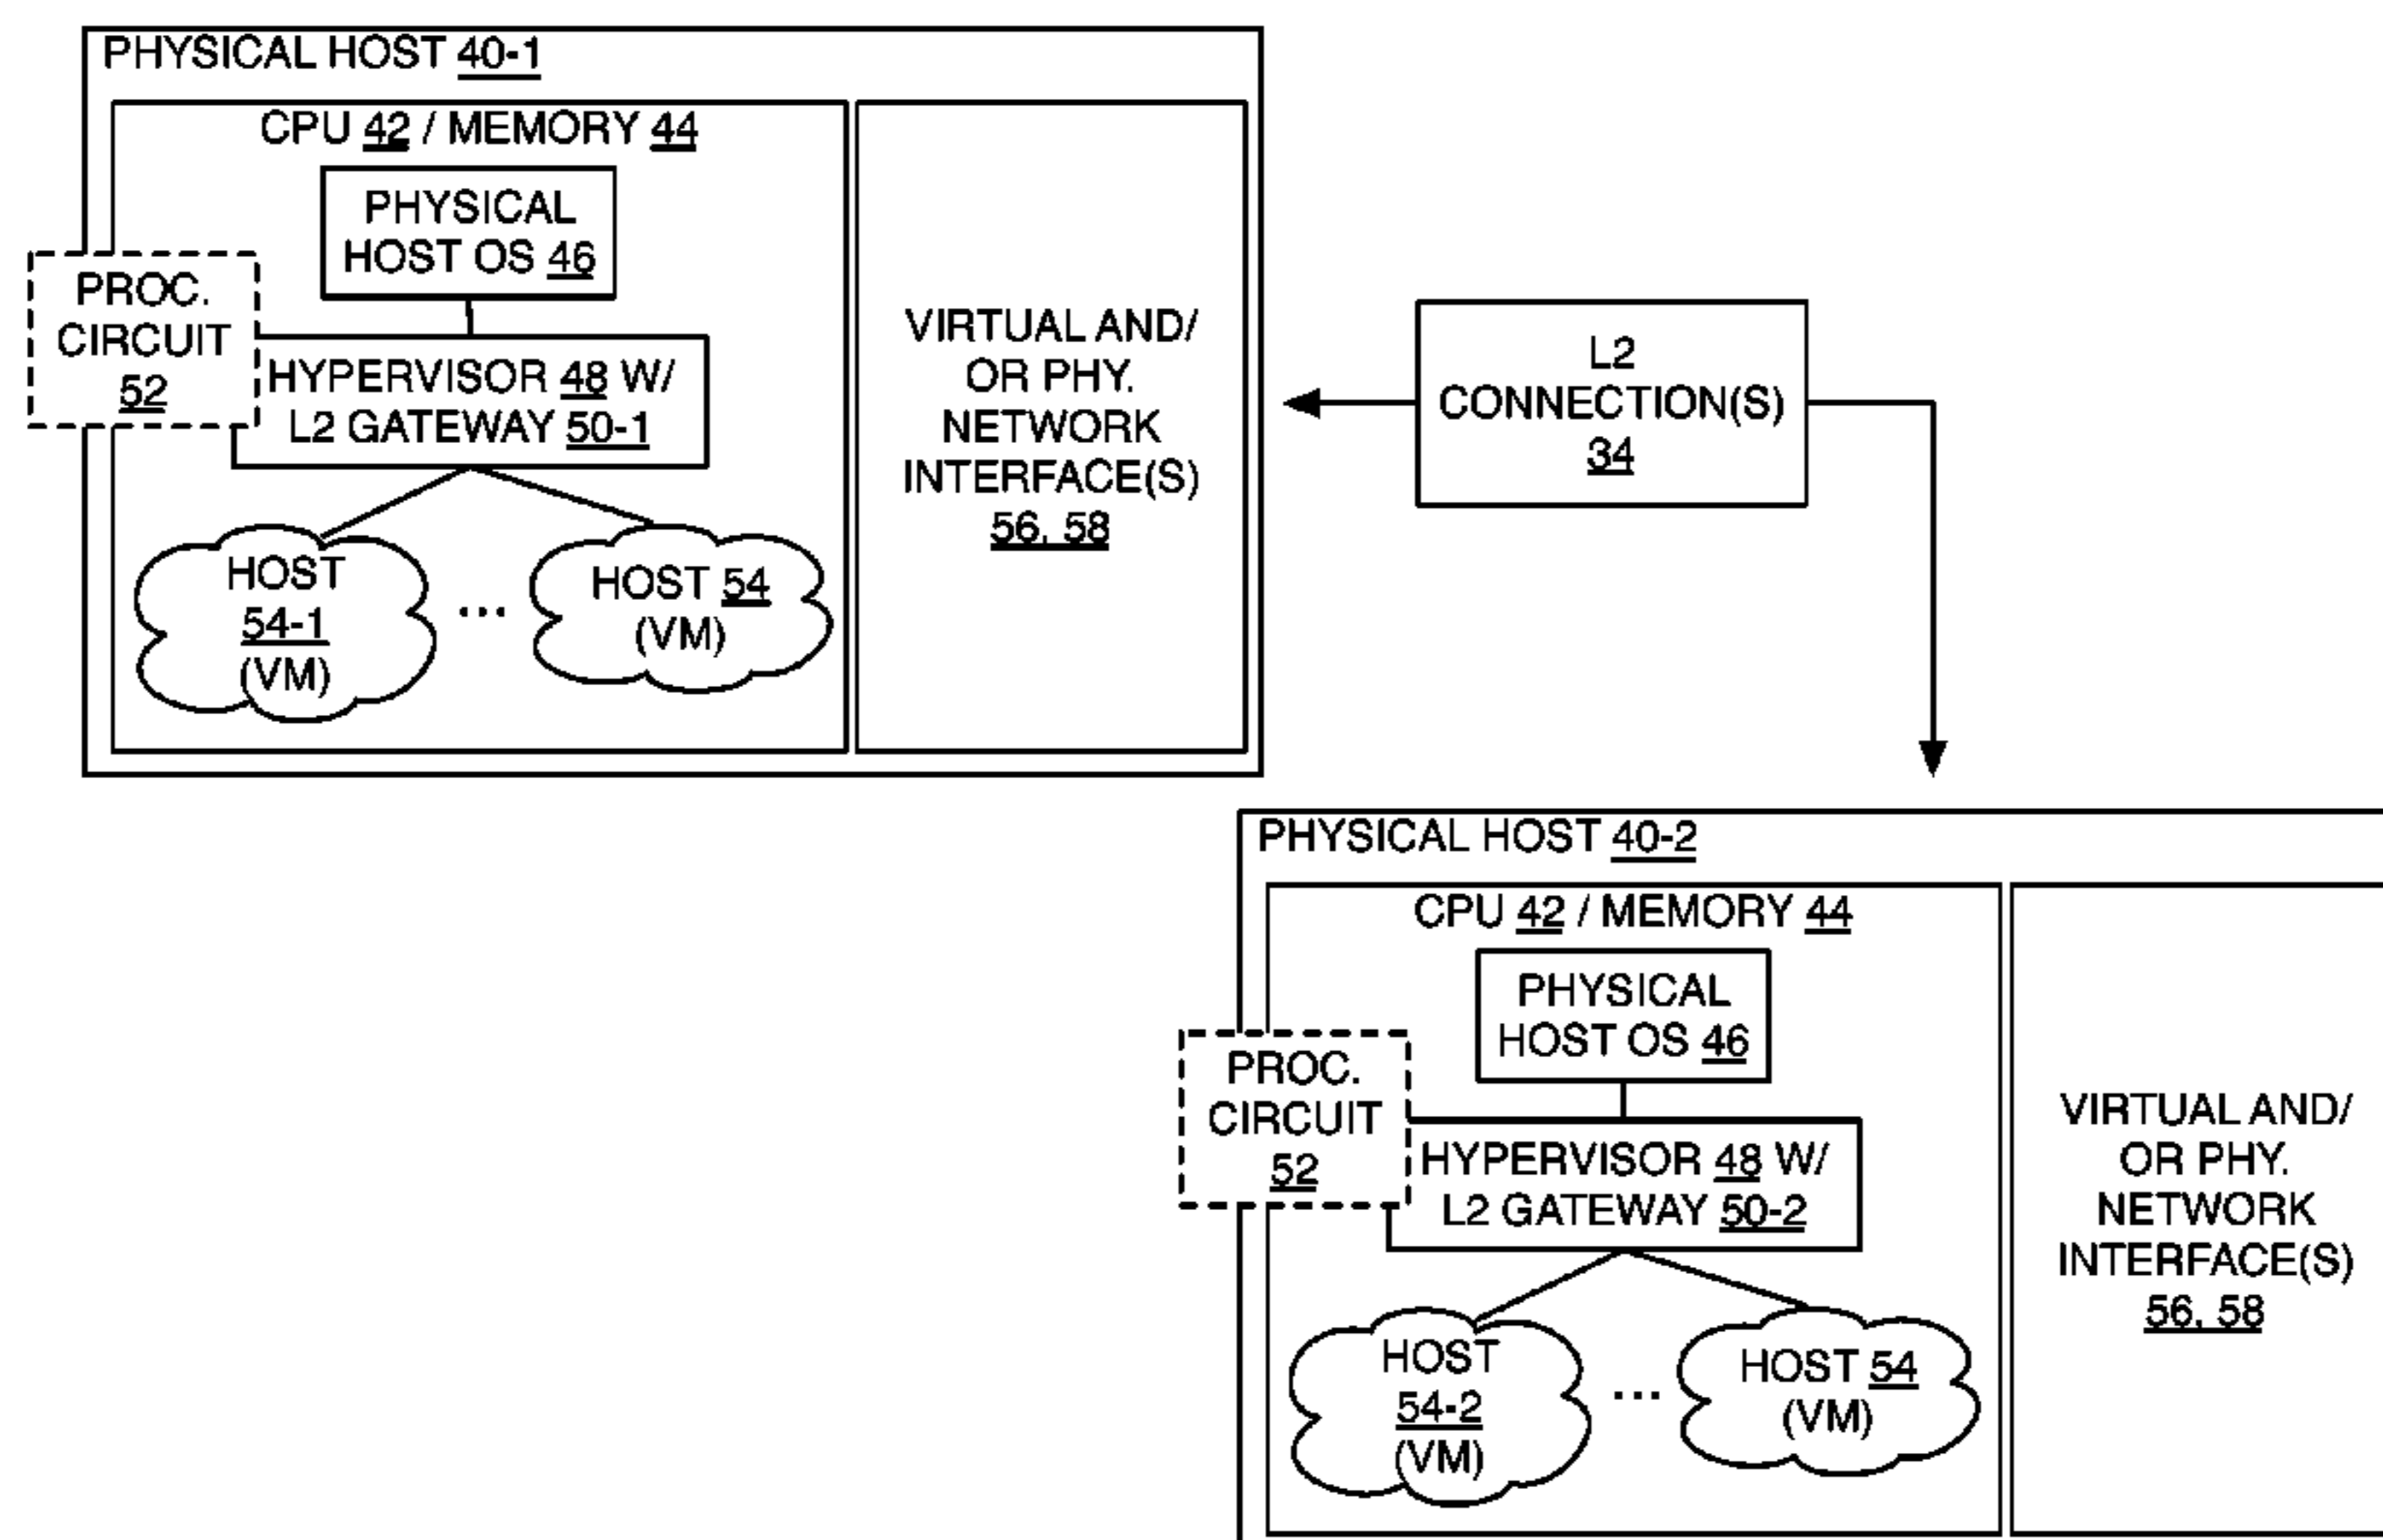 PHYSICAL HOST 40-1
CPU 42 / MEMORY 44
PHYSICAL
HOST OS 46
PROC.
CIRCUIT
52
HYPERVISOR 48 W/
L2 GATEWAY 50-1
HOST
54-1
(VM)
...
HOST 54
(VM)
VIRTUAL AND/
OR PHY.
NETWORK
INTERFACE(S)
56, 58
L2
CONNECTION(S)
34
PHYSICAL HOST 40-2
CPU 42 / MEMORY 44
PHYSICAL
HOST OS 46
PROC.
CIRCUIT
52
HYPERVISOR 48 W/
L2 GATEWAY 50-2
HOST
54-2
(VM)
...
HOST 54
(VM)
VIRTUAL AND/
OR PHY.
NETWORK
INTERFACE(S)
56, 58